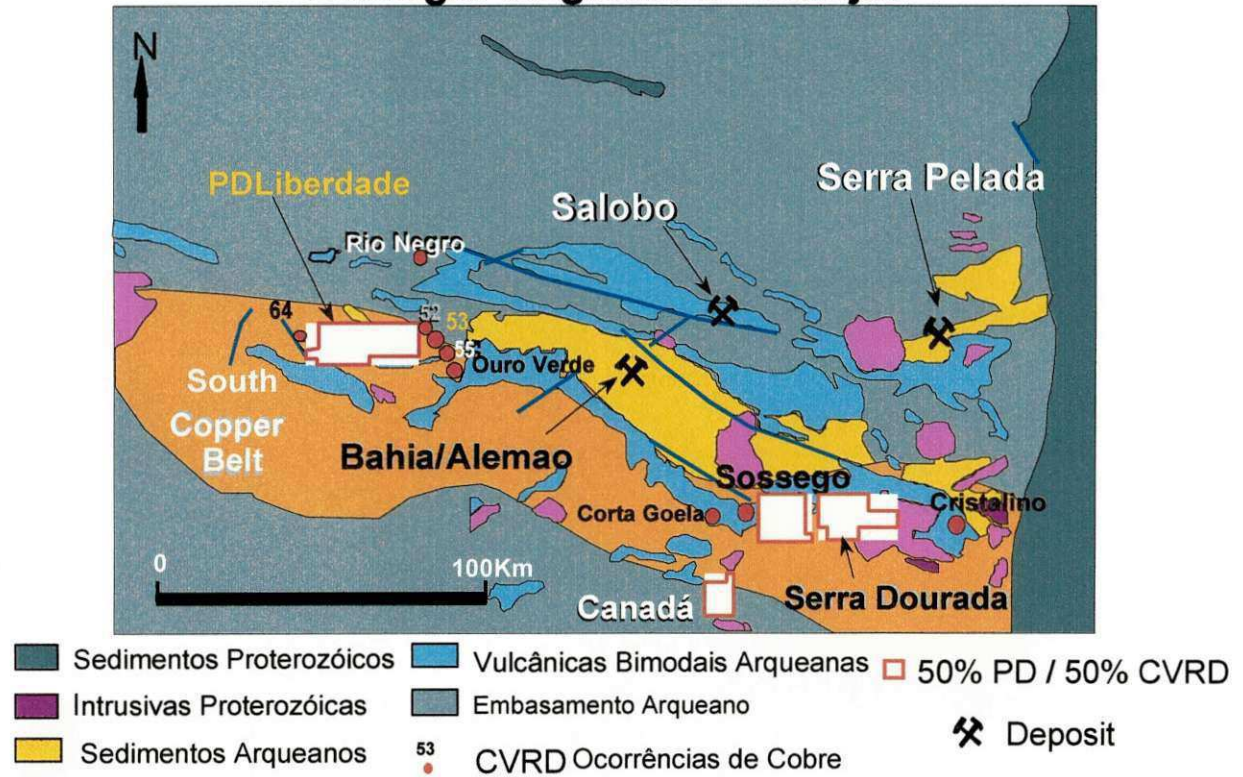 N
PDLiberdade
Serra Pelada
Salobo
Rio Negro
64
52
53
55
Ouro Verde
South
Copper
Belt
Bahia/Alemao
Sossego
Corta Goela
Cristalino
0
100Km
Canadá
Serra Dourada
Sedimentos Proterozóicos
Vulcânicas Bimodais Arqueanas
50% PD / 50% CVRD
Intrusivas Proterozóicas
Embasamento Arqueano
Deposit
Sedimentos Arqueanos
53
CVRD Ocorrências de Cobre